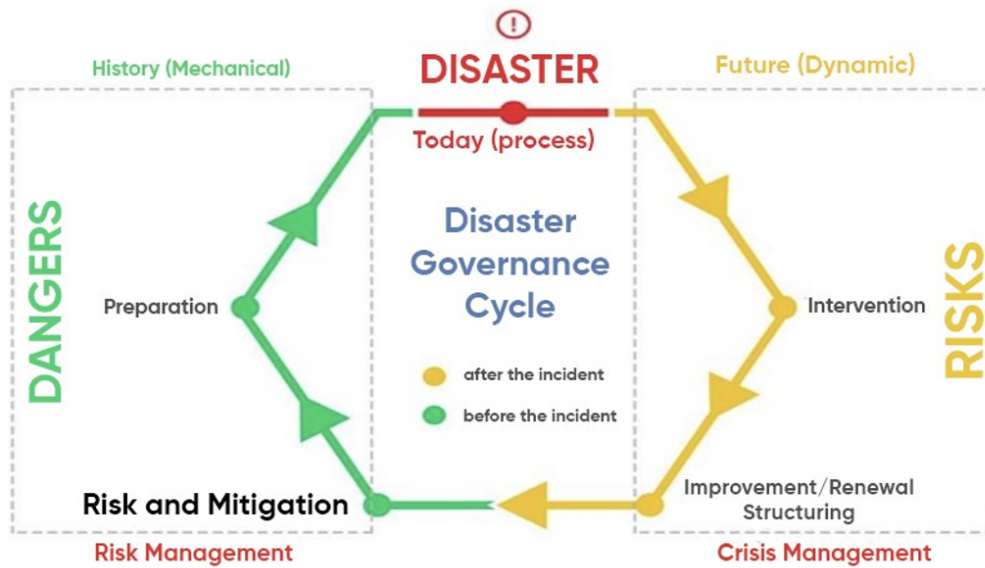 DISASTER
History (Mechanical)
Future (Dynamic)
Today (process)
DANGERS
RISKS
Disaster
Governance
Cycle
Preparation
Intervention
after the incident
before the incident
Risk and Mitigation
Improvement/Renewal
Structuring
Risk Management
Crisis Management